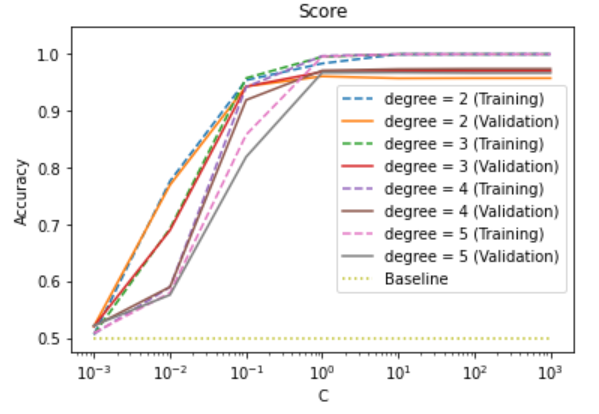 Score
1.0
0.9
0.8
0.7
0.6
0.5
Accuracy
degree = 2 (Training)
degree = 2 (Validation)
degree = 3 (Training)
degree = 3 (Validation)
degree = 4 (Training)
degree = 4 (Validation)
degree = 5 (Training)
degree = 5 (Validation)
Baseline
10⁻³ 10⁻² 10⁻¹ 10⁰ 10¹ 10² 10³
C